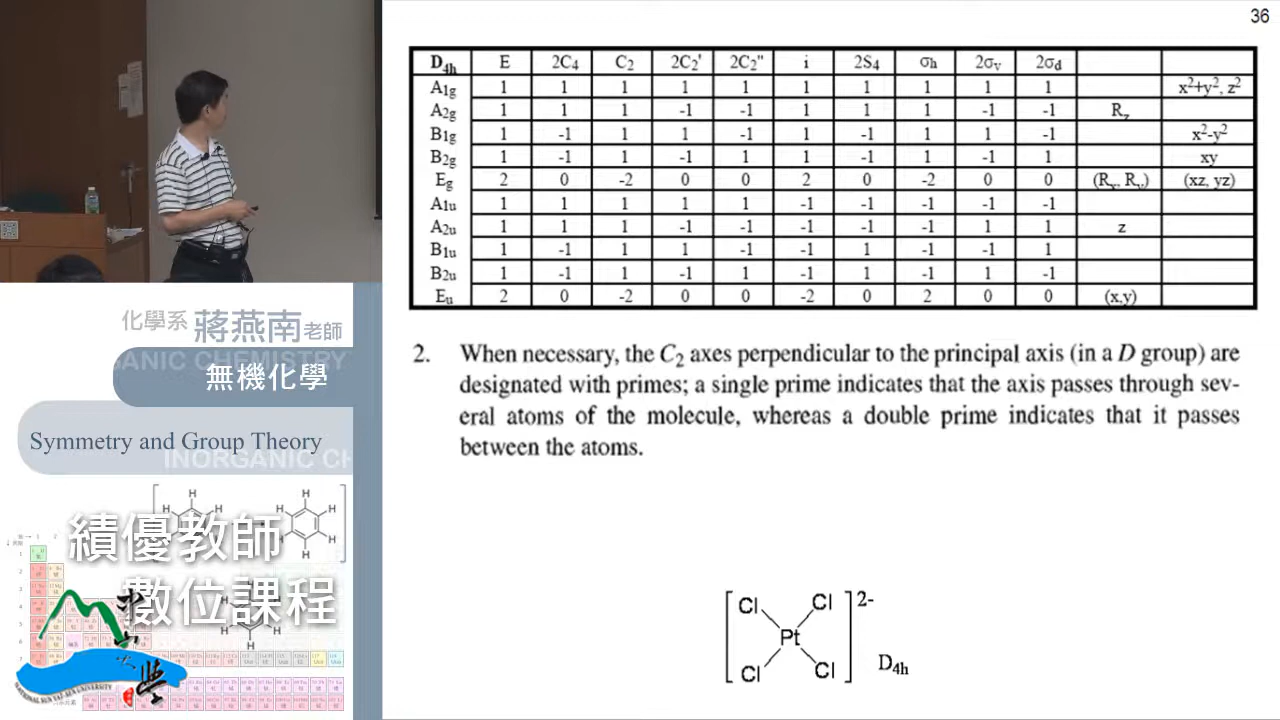 36
D4h E 2C4 C2 2C2' 2C2" i 2S4 σh 2σv 2σd
A1g 1 1 1 1 1 1 1 1 1 1 x²+y², z²
A2g 1 1 1 -1 -1 1 1 1 -1 -1 Rz
B1g 1 -1 1 1 -1 1 -1 1 1 -1 x²-y²
B2g 1 -1 1 -1 1 1 -1 1 -1 1 xy
Eg 2 0 -2 0 0 2 0 -2 0 0 (Rx, Ry) (xz, yz)
A1u 1 1 1 1 1 -1 -1 -1 -1 -1
A2u 1 1 1 -1 -1 -1 -1 -1 1 1 z
B1u 1 -1 1 1 -1 -1 1 -1 -1 1
B2u 1 -1 1 -1 1 -1 1 -1 1 -1
Eu 2 0 -2 0 0 -2 0 2 0 0 (x,y)
2. When necessary, the C2 axes perpendicular to the principal axis (in a D group) are
designated with primes; a single prime indicates that the axis passes through sev-
eral atoms of the molecule, whereas a double prime indicates that it passes
between the atoms.
[ Cl Cl ] 2-
Pt
Cl Cl
D4h
化學系 蔣燕南老師
無機化學
Symmetry and Group Theory
INORGANIC CH
績優教師
數位課程
NATIONAL SUN YAT-SEN UNIVERSITY